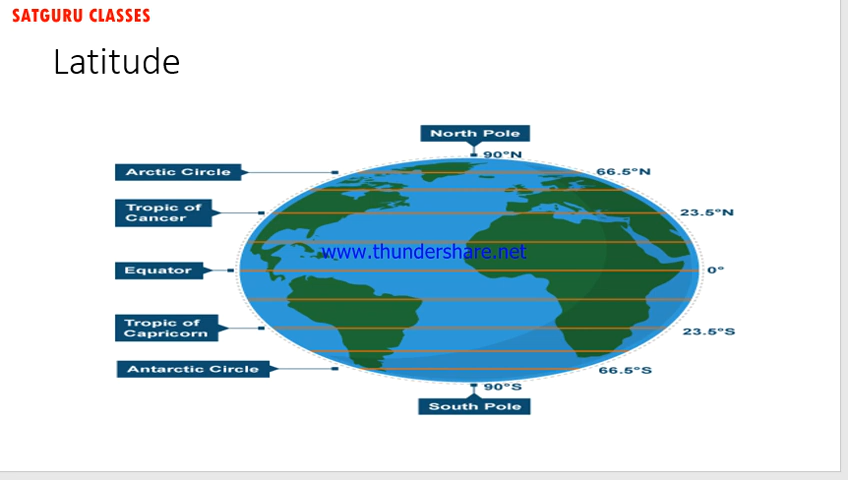 SATGURU CLASSES
Latitude
North Pole
90°N
Arctic Circle
66.5°N
Tropic of
Cancer
23.5°N
www.thundershare.net
Equator
0°
Tropic of
Capricorn
23.5°S
Antarctic Circle
66.5°S
90°S
South Pole